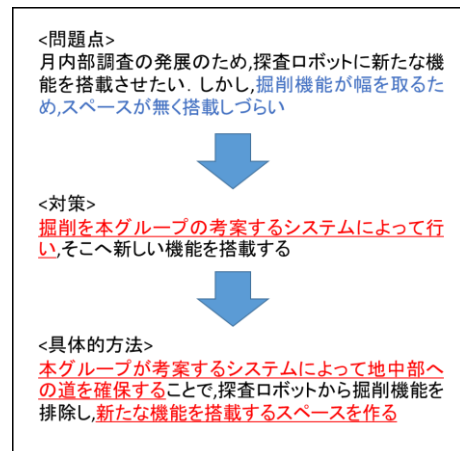 <問題点>
月内部調査の発展のため,探査ロボットに新たな機
能を搭載させたい. しかし,掘削機能が幅を取るた
め,スペースが無く搭載しづらい
<対策>
掘削を本グループの考案するシステムによって行
い,そこへ新しい機能を搭載する
<具体的方法>
本グループが考案するシステムによって地中部へ
の道を確保することで,探査ロボットから掘削機能を
排除し,新たな機能を搭載するスペースを作る